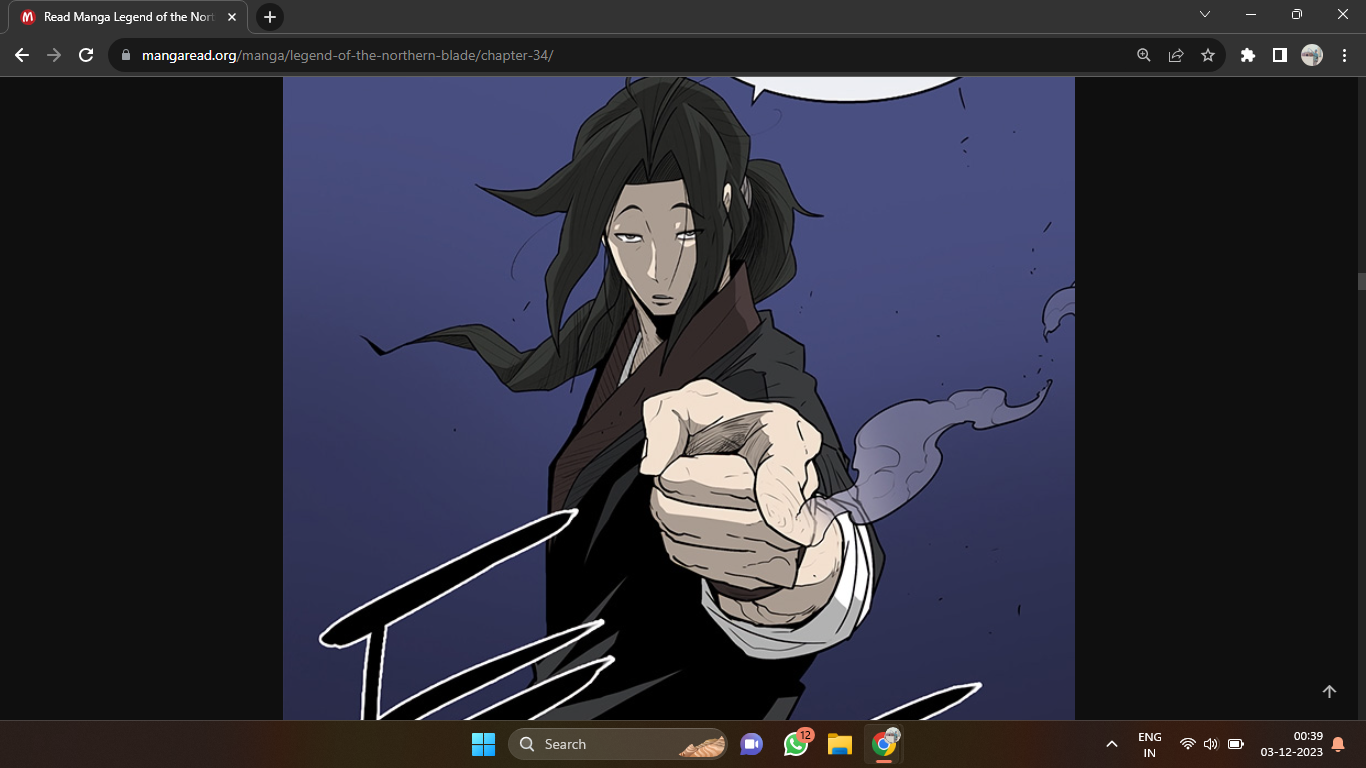 Read Manga Legend of the Nort
mangaread.org/manga/legend-of-the-northern-blade/chapter-34/
Search
12
ENG
IN
00:39
03-12-2023